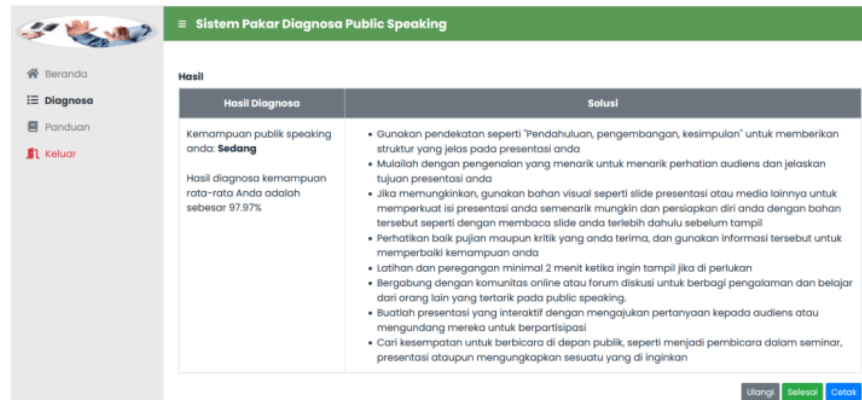 ≡ Sistem Pakar Diagnosa Public Speaking
Beranda
Diagnosa
Panduan
Keluar
Hasil
Hasil Diagnosa
Solusi
Kemampuan publik speaking
anda: Sedang
Hasil diagnosa kemampuan
rata-rata Anda adalah
sebesar 97.97%
• Gunakan pendekatan seperti "Pendahuluan, pengembangan, kesimpulan" untuk memberikan
struktur yang jelas pada presentasi anda
• Mulailah dengan pengenalan yang menarik untuk menarik perhatian audiens dan jelaskan
tujuan presentasi anda
• Jika memungkinkan, gunakan bahan visual seperti slide presentasi atau media lainnya untuk
memperkuat isi presentasi anda semenarik mungkin dan persiapkan diri anda dengan bahan
tersebut seperti dengan membaca slide anda terlebih dahulu sebelum tampil
• Perhatikan baik pujian maupun kritik yang anda terima, dan gunakan informasi tersebut untuk
memperbaiki kemampuan anda
• Latihan dan peregangan minimal 2 menit ketika ingin tampil jika di perlukan
• Bergabung dengan komunitas online atau forum diskusi untuk berbagi pengalaman dan belajar
dari orang lain yang tertarik pada public speaking.
• Buatlah presentasi yang interaktif dengan mengajukan pertanyaan kepada audiens atau
mengundang mereka untuk berpartisipasi
• Cari kesempatan untuk berbicara di depan publik, seperti menjadi pembicara dalam seminar,
presentasi ataupun mengungkapkan sesuatu yang di inginkan
Ulangi Selesai Cetak